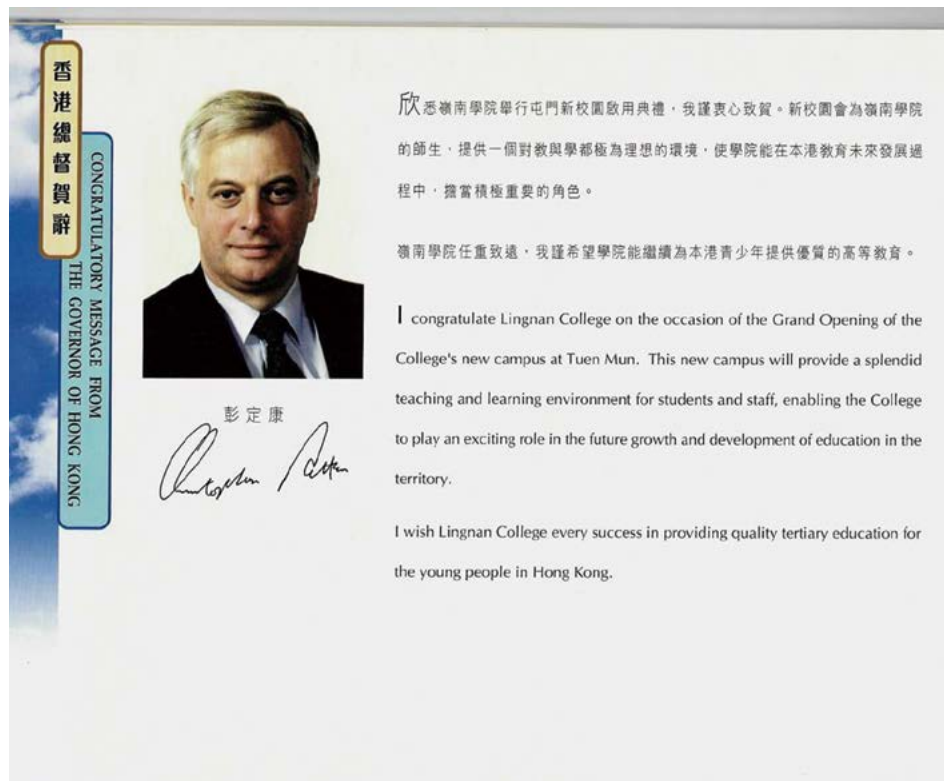 香港總督賀辭
CONGRATULATORY MESSAGE FROM
THE GOVERNOR OF HONG KONG
彭定康
Christopher Patten
欣悉嶺南學院舉行屯門新校園啟用典禮，我謹衷心致賀。新校園會為嶺南學院
的師生，提供一個對教與學都極為理想的環境，使學院能在本港教育未來發展過
程中，擔當積極重要的角色。
嶺南學院任重致遠，我謹希望學院能繼續為本港青少年提供優質的高等教育。
I congratulate Lingnan College on the occasion of the Grand Opening of the
College's new campus at Tuen Mun. This new campus will provide a splendid
teaching and learning environment for students and staff, enabling the College
to play an exciting role in the future growth and development of education in the
territory.
I wish Lingnan College every success in providing quality tertiary education for
the young people in Hong Kong.